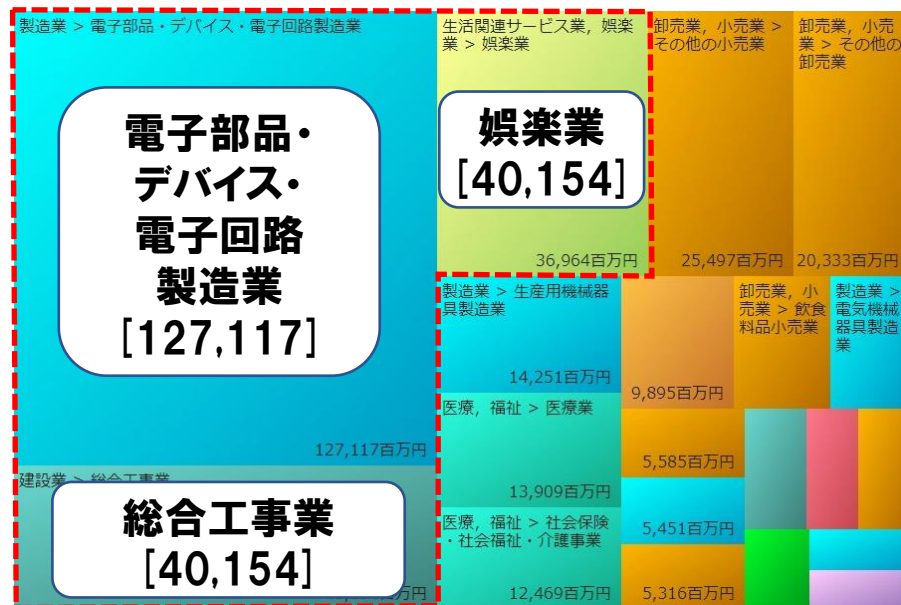 製造業 > 電子部品・デバイス・電子回路製造業
電子部品・
デバイス・
電子回路
製造業
[127,117]
127,117百万円
建設業 > 総合工事業
総合工事業
[40,154]
万円
生活関連サービス業, 娯楽
業 > 娯楽業
娯楽業
[40,154]
36,964百万円
卸売業, 小売業 >
その他の小売業
25,497百万円
卸売業, 小売
業 > その他の
卸売業
20,333百万円
製造業 > 生産用機械器
具製造業
14,251百万円
医療, 福祉 > 医療業
13,909百万円
医療, 福祉 > 社会保険
・社会福祉・介護事業
12,469百万円
9,895百万円
卸売業, 小
売業 > 飲食
料品小売業
製造業 >
電気機械
器具製造
業
5,585百万円
5,451百万円
5,316百万円